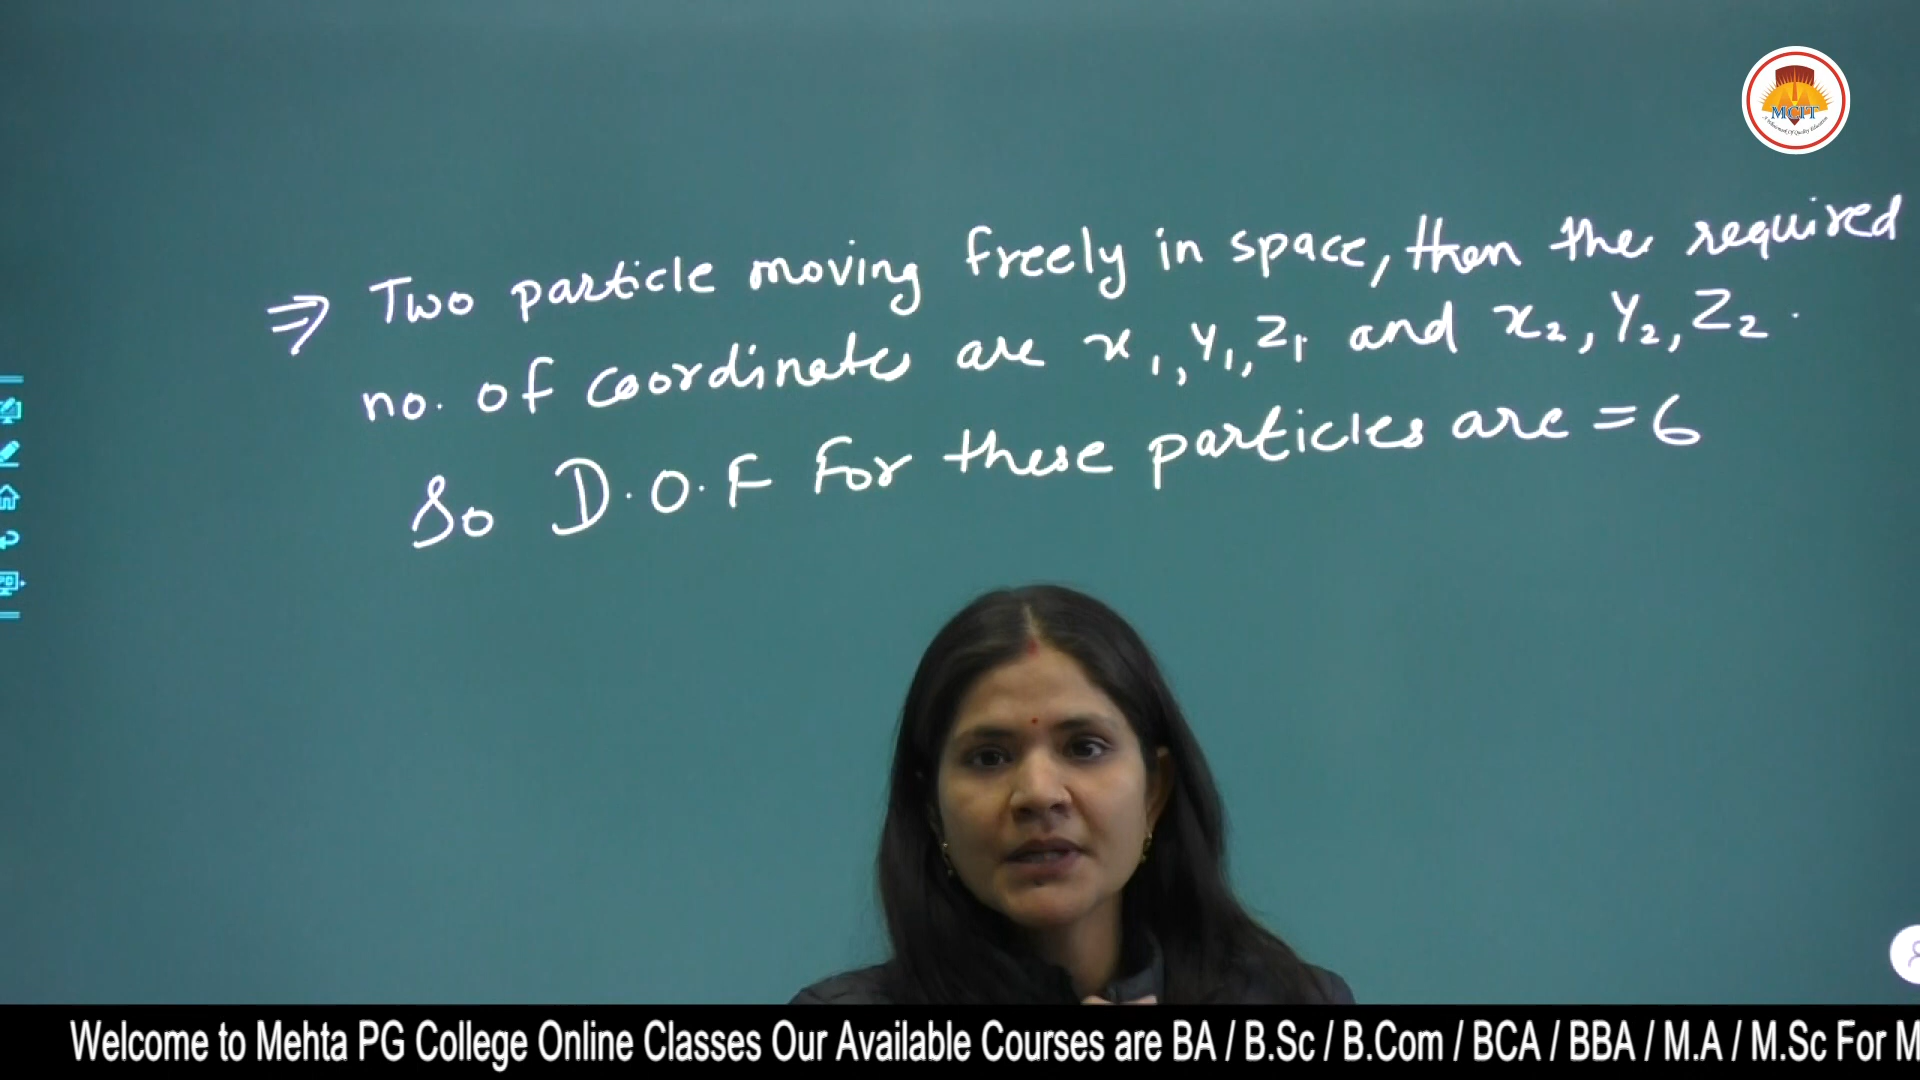 MCIT
⇒ Two particle moving freely in space, then the required
no. of coordinates are x₁, y₁, z₁ and x₂, y₂, z₂.
So D.O.F for these particles are = 6
Welcome to Mehta PG College Online Classes Our Available Courses are BA / B.Sc / B.Com / BCA / BBA / M.A / M.Sc For M